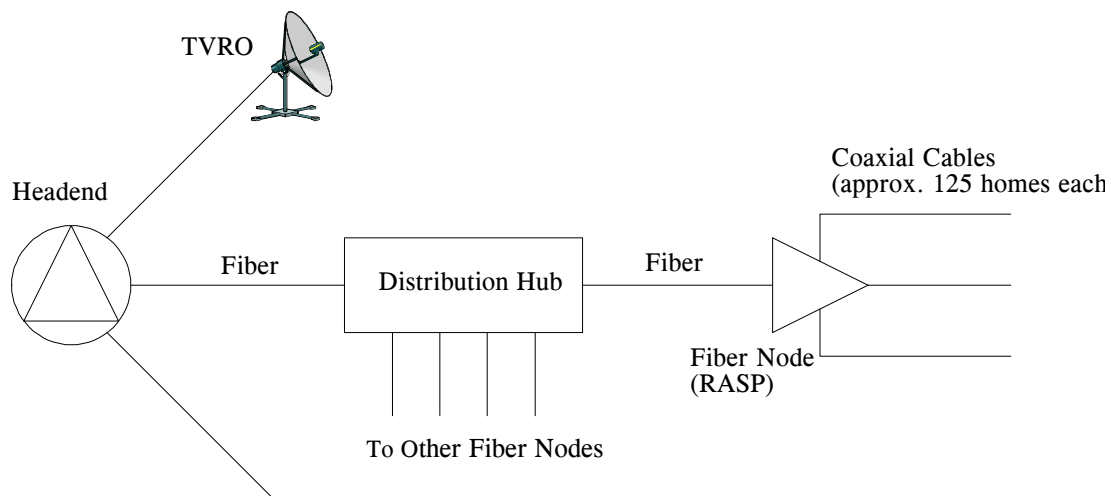 TVRO
Headend
Coaxial Cables
(approx. 125 homes each
Fiber
Distribution Hub
Fiber
Fiber Node
(RASP)
To Other Fiber Nodes